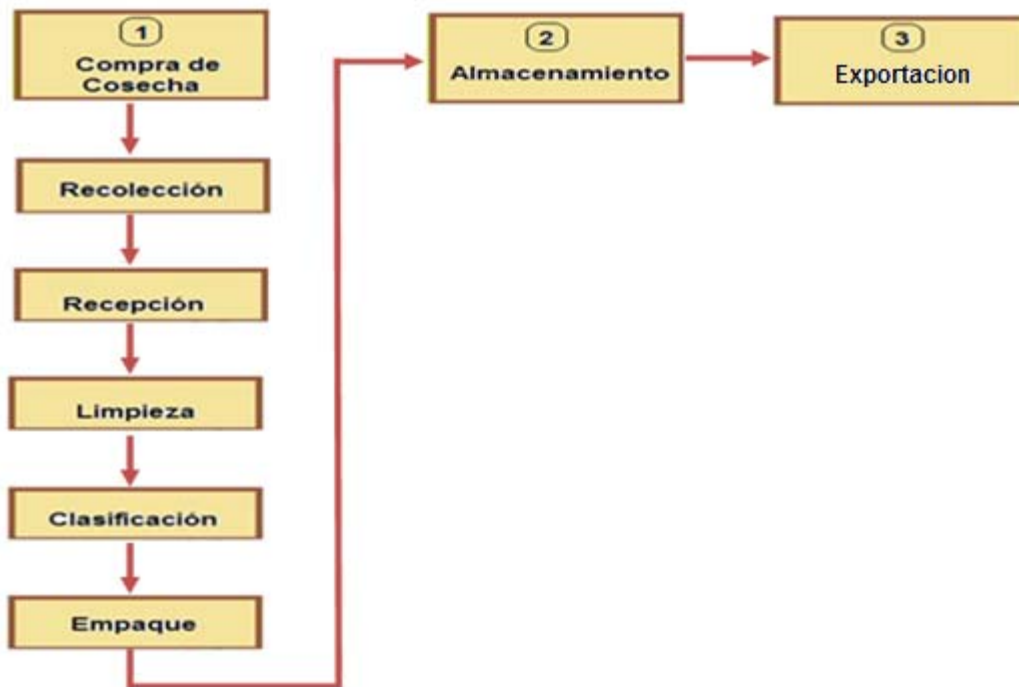 1
Compra de
Cosecha
Recolección
Recepción
Limpieza
Clasificación
Empaque
2
Almacenamiento
3
Exportacion